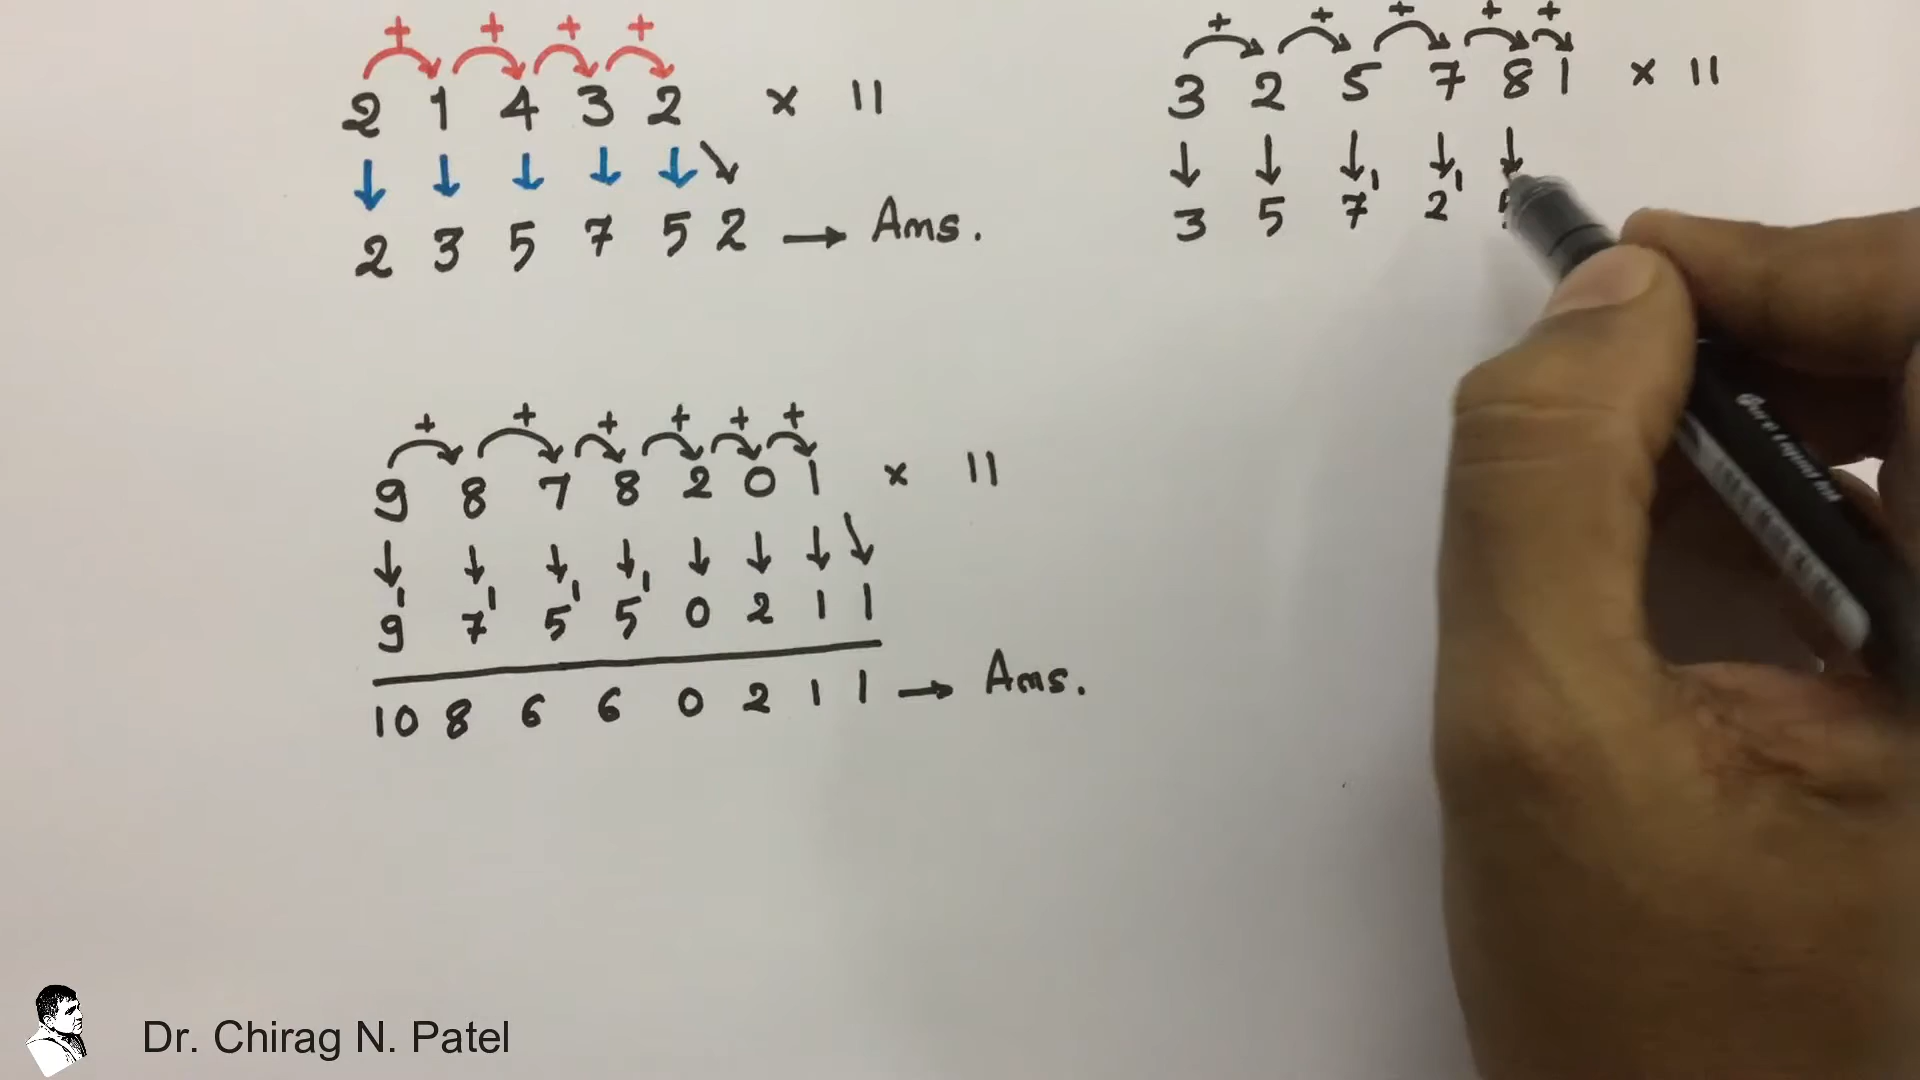 + + + +
2 1 4 3 2 × 11
2 3 5 7 5 2 → Ans.
+ + + + +
3 2 5 7 8 1 × 11
1 1
3 5 7 2
+ + + + + +
9 8 7 8 2 0 1 × 11
1 1 1 1
9 7 5 5 0 2 1 1
10 8 6 6 0 2 1 1 → Ans.
Dr. Chirag N. Patel